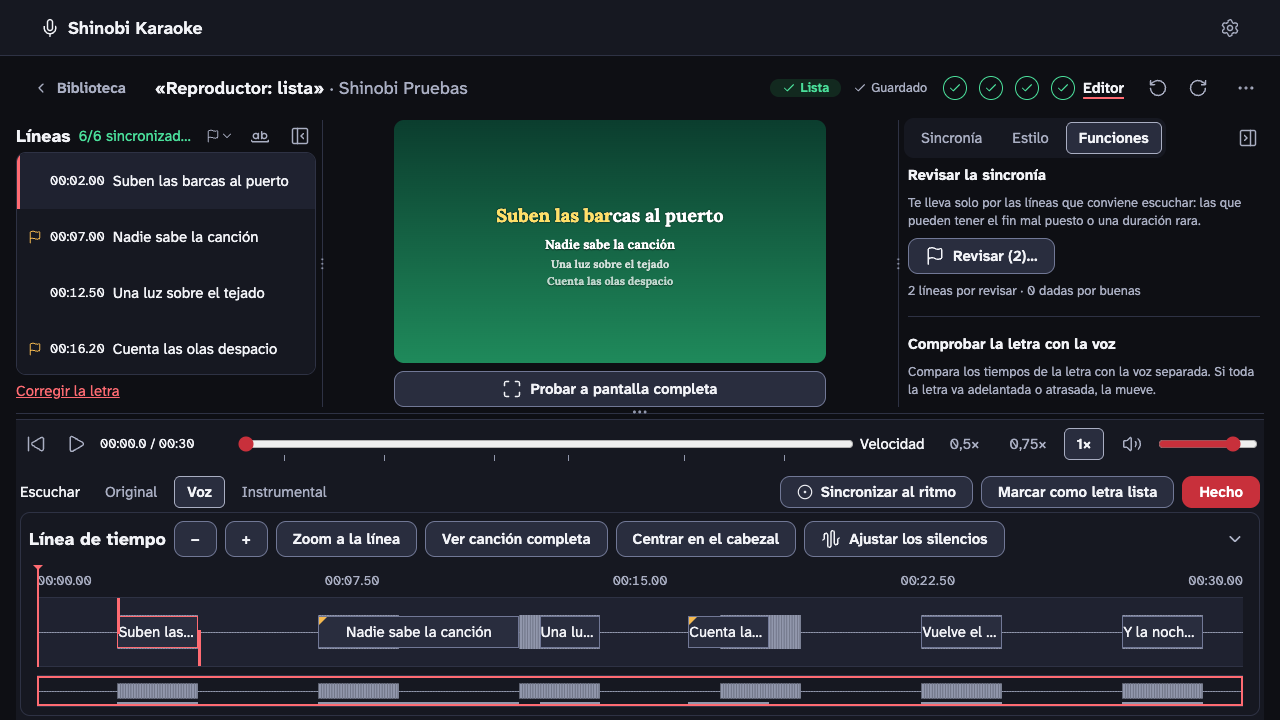 Shinobi Karaoke
Biblioteca
«Reproductor: lista» · Shinobi Pruebas
Lista
Guardado
Editor
Líneas 6/6 sincronizad...
ab
00:02.00 Suben las barcas al puerto
00:07.00 Nadie sabe la canción
00:12.50 Una luz sobre el tejado
00:16.20 Cuenta las olas despacio
Corregir la letra
Suben las barcas al puerto
Nadie sabe la canción
Una luz sobre el tejado
Cuenta las olas despacio
Probar a pantalla completa
Sincronía Estilo Funciones
Revisar la sincronía
Te lleva solo por las líneas que conviene escuchar: las que
pueden tener el fin mal puesto o una duración rara.
Revisar (2)...
2 líneas por revisar · 0 dadas por buenas
Comprobar la letra con la voz
Compara los tiempos de la letra con la voz separada. Si toda
la letra va adelantada o atrasada, la mueve.
00:00.0 / 00:30
Velocidad 0,5× 0,75× 1×
Escuchar Original Voz Instrumental
Sincronizar al ritmo
Marcar como letra lista
Hecho
Línea de tiempo − + Zoom a la línea Ver canción completa Centrar en el cabezal Ajustar los silencios
00:00.00 00:07.50 00:15.00 00:22.50 00:30.00
Suben las... Nadie sabe la canción Una lu... Cuenta la... Vuelve el ... Y la noch...